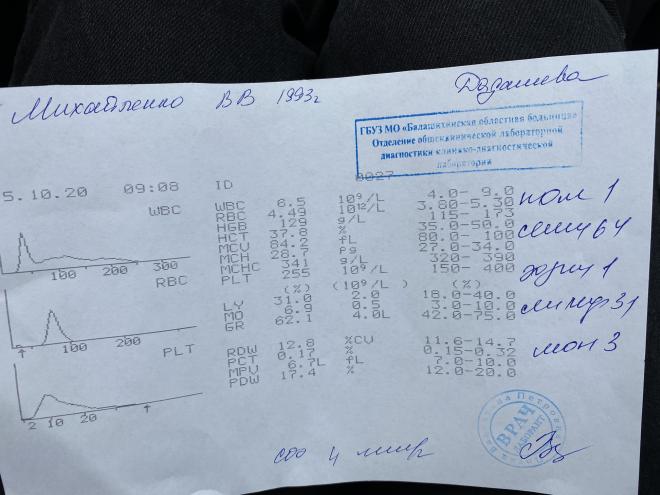 Михайленко ВВ 1993г Дадашева
ГБУЗ МО «Балашихинская областная больница»
Отделение общеклинической лабораторной
диагностики клинико-диагностической
лаборатории
5.10.20 09:08 ID 0027
WBC
WBC 6.5 10⁹/L 4.0- 9.0
RBC 4.49 10¹²/L 3.80-5.30
HGB 129 g/L 115- 173
HCT 37.8 % 35.0-50.0
MCV 84.2 fL 80.0- 100
MCH 28.7 pg 27.0-34.0
MCHC 341 g/L 320- 390
PLT 255 10⁹/L 150- 400
100 200 300
RBC
(%) (10⁹/L ) (%)
LY 31.0 2.0 18.0-40.0
MO 6.9 0.5 3.0-10.0
GR 62.1 4.0L 42.0-75.0
100 200
PLT
RDW 12.8 %CV 11.6-14.7
PCT 0.17 % 0.15-0.32
MPV 6.7L fL 7.0-10.0
PDW 17.4 % 12.0-20.0
2 10 20
пал 1
сегм 64
эози 1
лимф 31
мон 3
ВРАЧ
ЛАБОРАНТ
соэ 4 мм/г